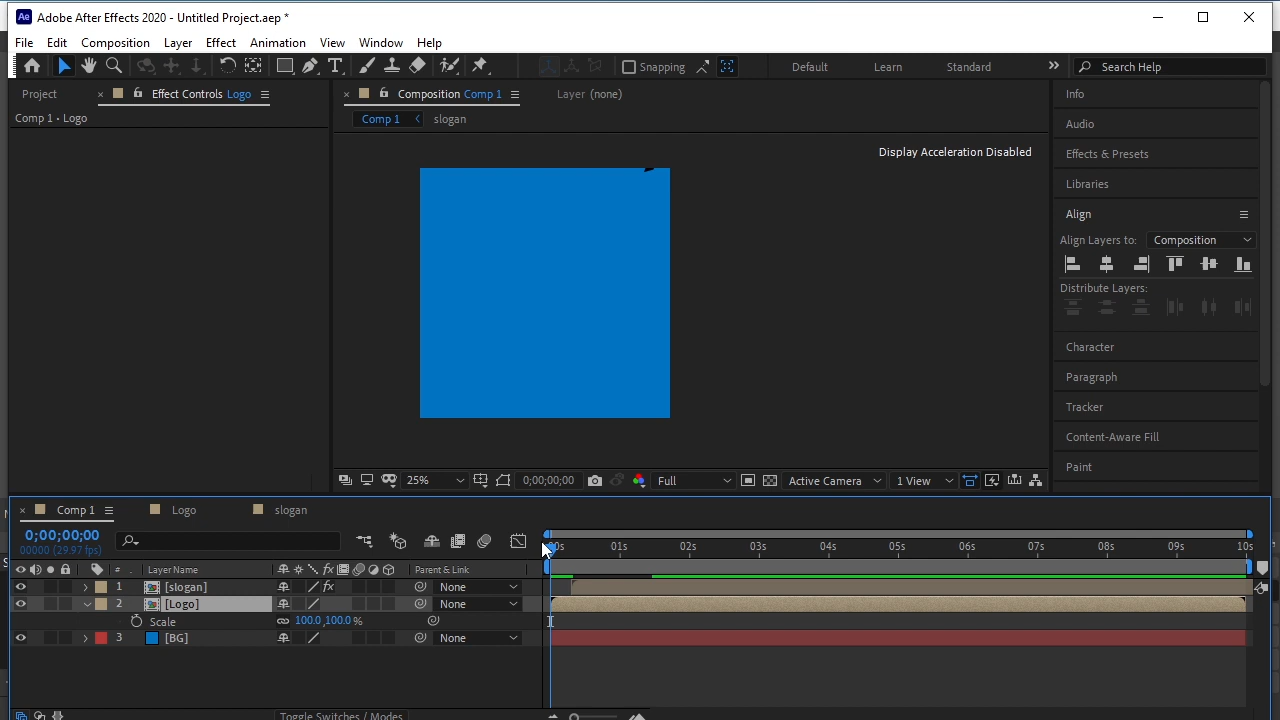 Ae Adobe After Effects 2020 - Untitled Project.aep *
File Edit Composition Layer Effect Animation View Window Help
Snapping Default Learn Standard Search Help
Project Effect Controls Logo Composition Comp 1 Layer (none) Info
Comp 1 • Logo
Comp 1 slogan
Audio
Display Acceleration Disabled
Effects & Presets
Libraries
Align
Align Layers to: Composition
Distribute Layers:
Character
Paragraph
Tracker
Content-Aware Fill
Paint
25% 0;00;00;00 Full Active Camera 1 View
Comp 1 Logo slogan
0;00;00;00
00000 (29.97 fps)
00s 01s 02s 03s 04s 05s 06s 07s 08s 09s 10s
# Layer Name fx Parent & Link
1 [slogan] fx None
2 [Logo] None
Scale 100.0,100.0 %
3 [BG] None
Toggle Switches / Modes